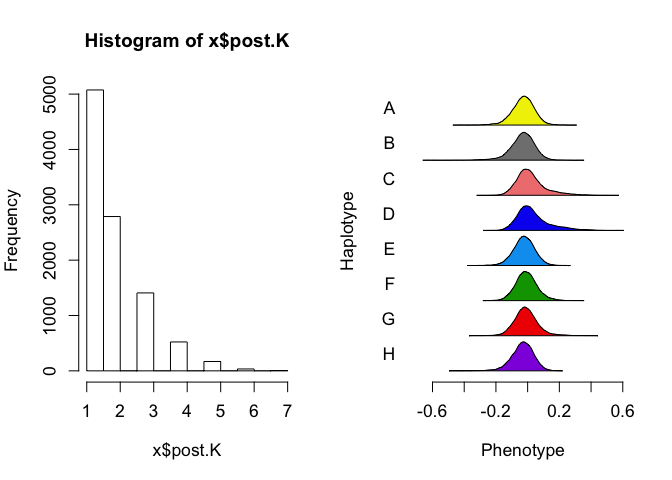 Histogram of x$post.K
Frequency
0
1000
2000
3000
4000
5000
1 2 3 4 5 6 7
x$post.K
Haplotype
A
B
C
D
E
F
G
H
-0.6 -0.2 0.2 0.6
Phenotype